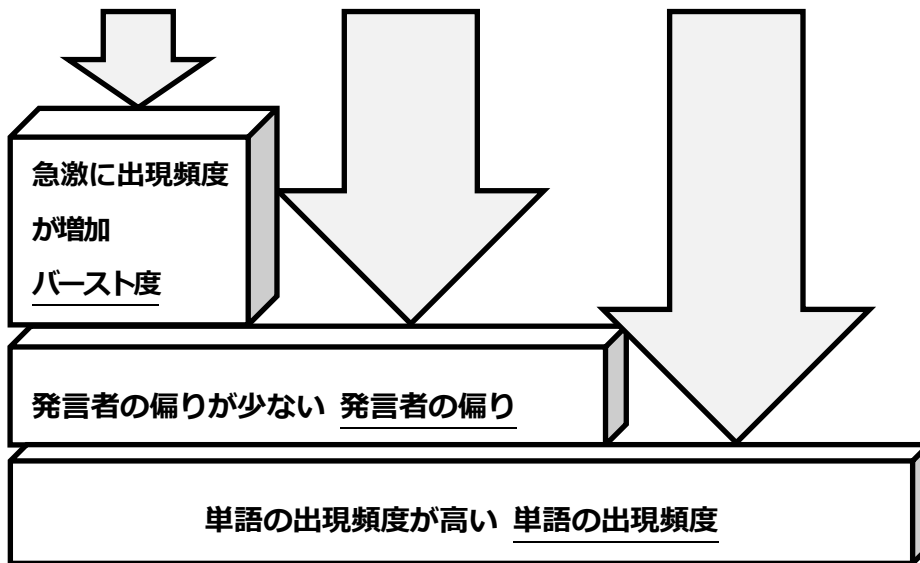 急激に出現頻度
が増加
バースト度
発言者の偏りが少ない 発言者の偏り
単語の出現頻度が高い 単語の出現頻度